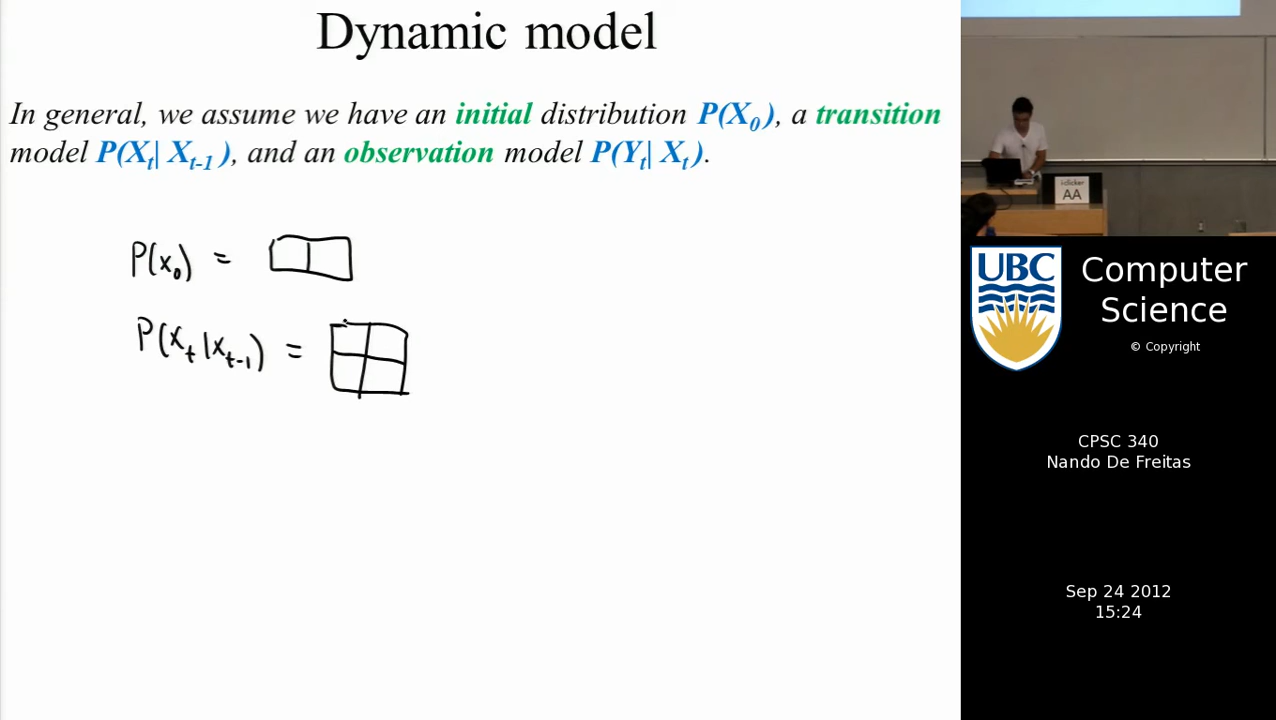 Dynamic model
In general, we assume we have an initial distribution P(X0 ), a transition
model P(Xt| Xt-1 ), and an observation model P(Yt| Xt ).
P(x0) =
P(xt|xt-1) =
i-clicker
AA
UBC
Computer
Science
© Copyright
CPSC 340
Nando De Freitas
Sep 24 2012
15:24